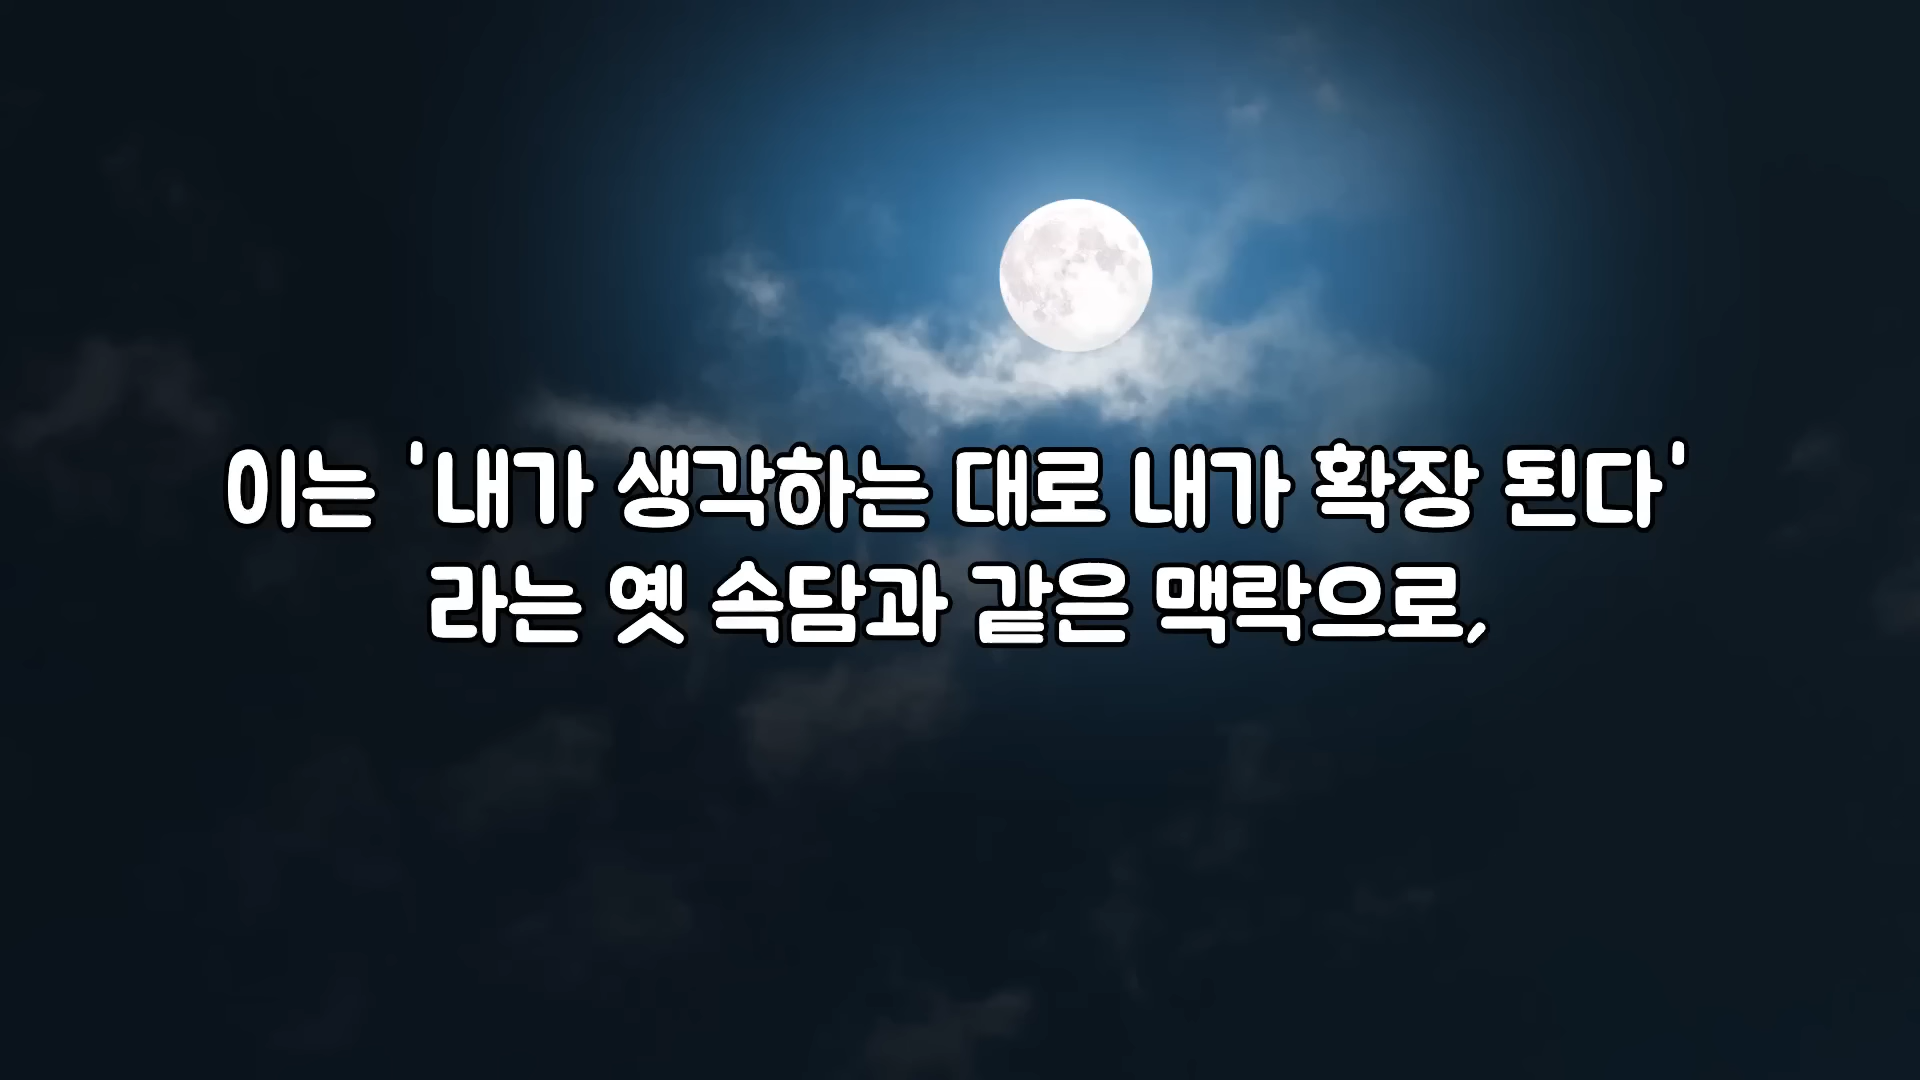 이는 '내가 생각하는 대로 내가 확장 된다'
라는 옛 속담과 같은 맥락으로,